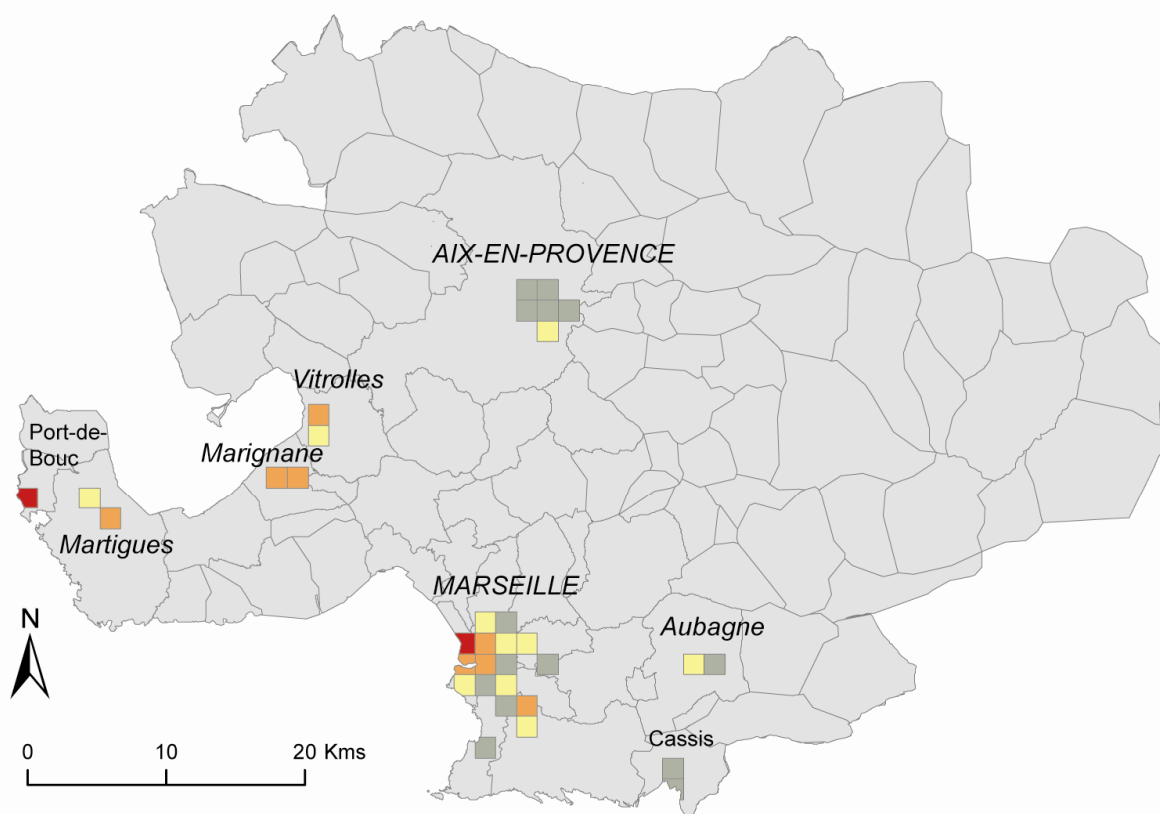 AIX-EN-PROVENCE
Vitrolles
Port-de-
Bouc
Marignane
Martigues
MARSEILLE
N
Aubagne
Cassis
0 10 20 Kms